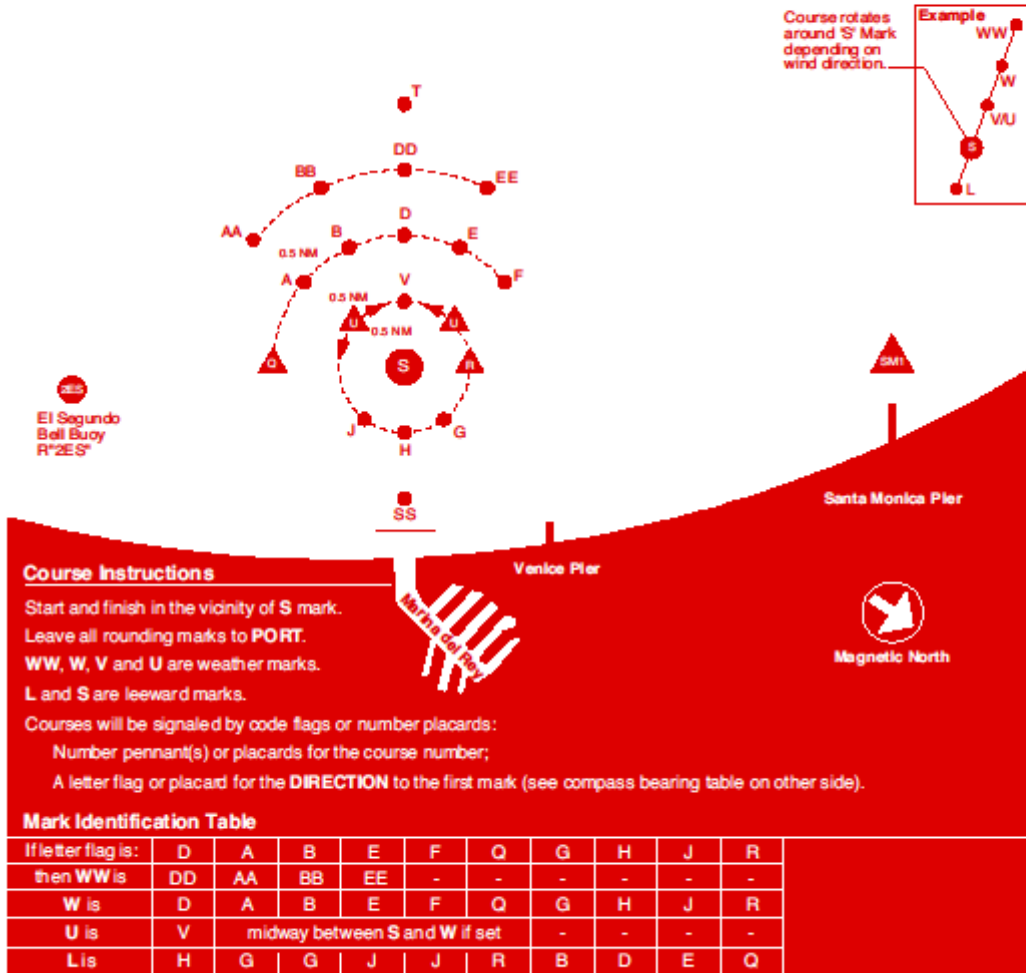 Course rotates
around 'S' Mark
depending on
wind direction.
Example
WW
W
V/U
S
L
T
DD
BB
EE
AA
D
B
E
0.5 NM
A
F
V
0.5 NM
U
U
0.5 NM
Q
S
R
SM1
2ES
El Segundo
Bell Buoy
R"2ES"
J
G
H
SS
Santa Monica Pier
Venice Pier
Marina del Rey
Magnetic North
Course Instructions
Start and finish in the vicinity of S mark.
Leave all rounding marks to PORT.
WW, W, V and U are weather marks.
L and S are leeward marks.
Courses will be signaled by code flags or number placards:
Number pennant(s) or placards for the course number;
A letter flag or placard for the DIRECTION to the first mark (see compass bearing table on other side).
Mark Identification Table
If letter flag is: D A B E F Q G H J R
then WW is DD AA BB EE - - - - - -
W is D A B E F Q G H J R
U is V midway between S and W if set - - - -
L is H G G J J R B D E Q